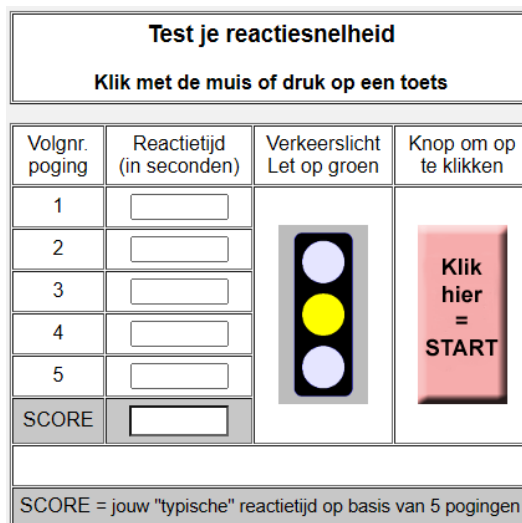 Test je reactiesnelheid
Klik met de muis of druk op een toets
Volgnr. poging
Reactietijd (in seconden)
Verkeerslicht Let op groen
Knop om op te klikken
1
2
3
4
5
Klik
hier
=
START
SCORE
SCORE = jouw "typische" reactietijd op basis van 5 pogingen